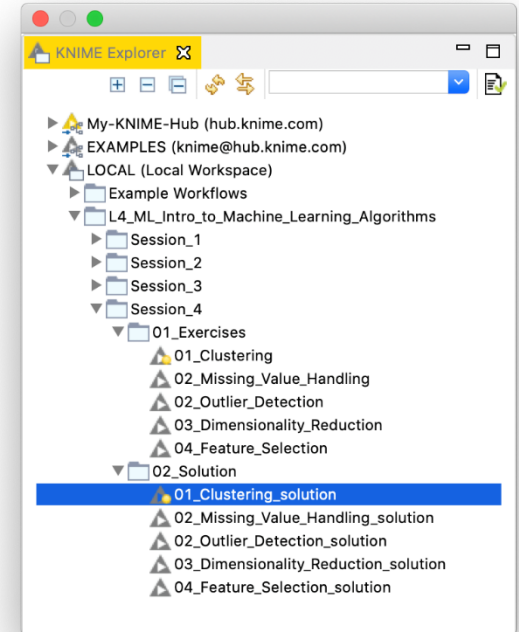 KNIME Explorer
My-KNIME-Hub (hub.knime.com)
EXAMPLES (knime@hub.knime.com)
LOCAL (Local Workspace)
Example Workflows
L4_ML_Intro_to_Machine_Learning_Algorithms
Session_1
Session_2
Session_3
Session_4
01_Exercises
01_Clustering
02_Missing_Value_Handling
02_Outlier_Detection
03_Dimensionality_Reduction
04_Feature_Selection
02_Solution
01_Clustering_solution
02_Missing_Value_Handling_solution
02_Outlier_Detection_solution
03_Dimensionality_Reduction_solution
04_Feature_Selection_solution